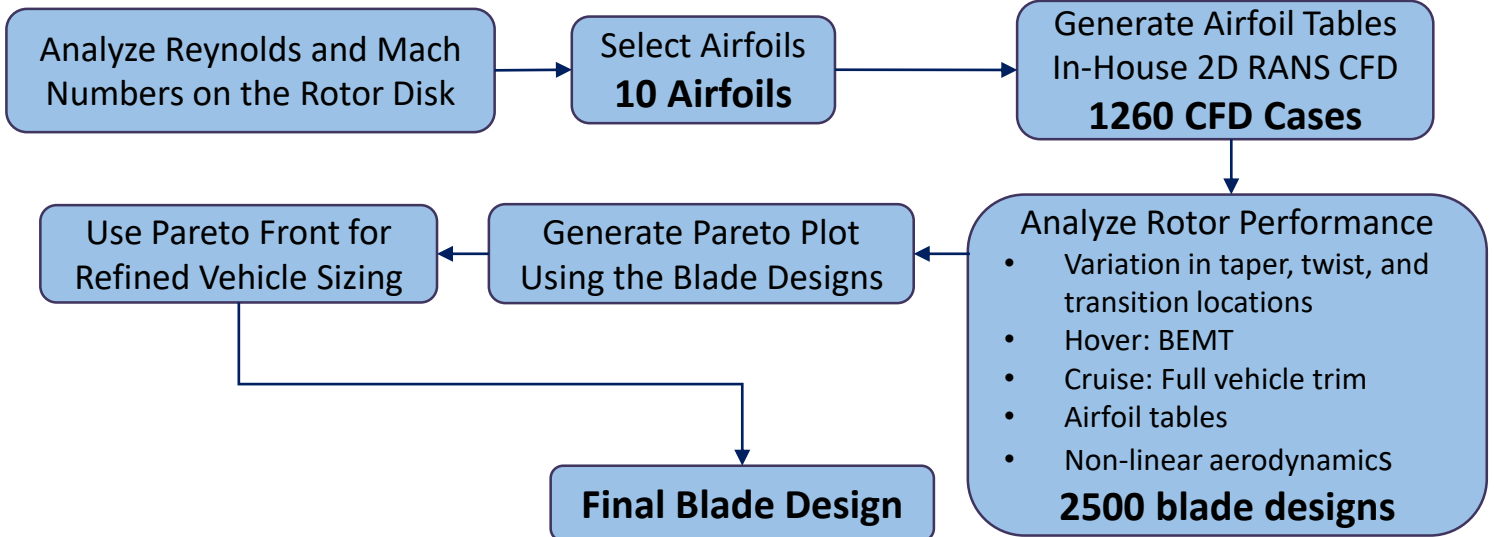 Analyze Reynolds and Mach
Numbers on the Rotor Disk
Select Airfoils
10 Airfoils
Generate Airfoil Tables
In-House 2D RANS CFD
1260 CFD Cases
Analyze Rotor Performance
• Variation in taper, twist, and
transition locations
• Hover: BEMT
• Cruise: Full vehicle trim
• Airfoil tables
• Non-linear aerodynamics
2500 blade designs
Generate Pareto Plot
Using the Blade Designs
Use Pareto Front for
Refined Vehicle Sizing
Final Blade Design